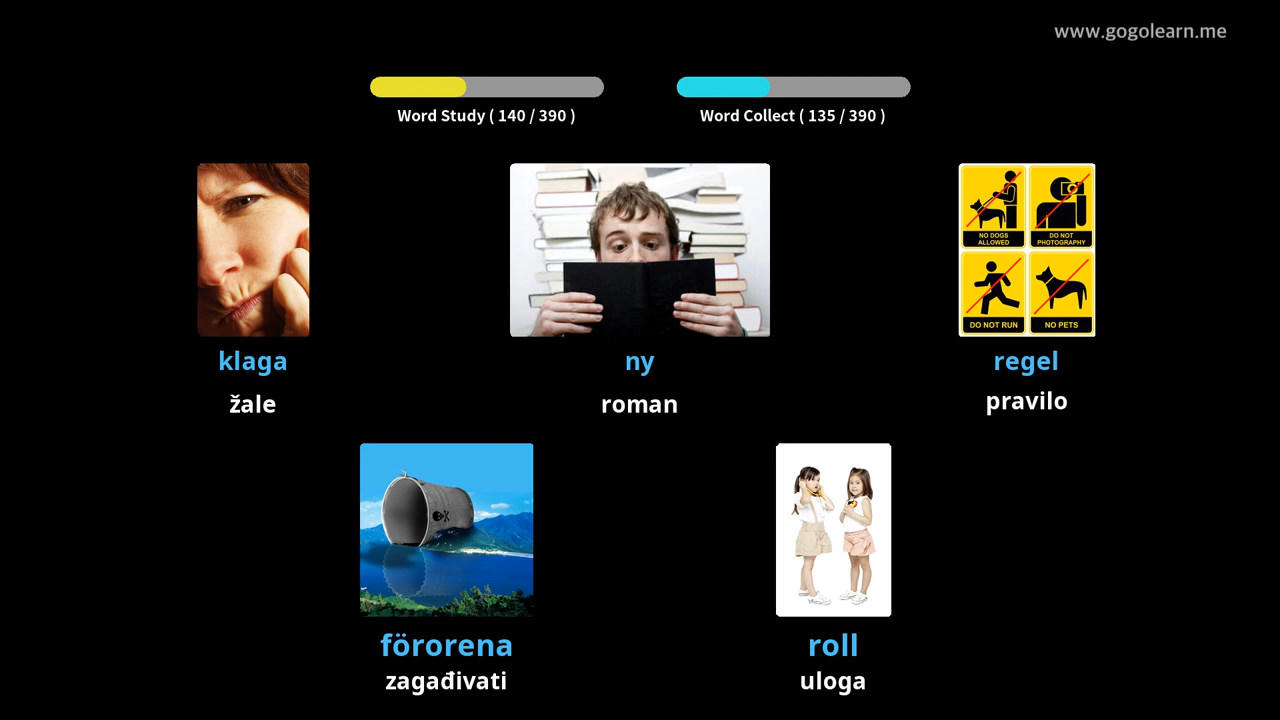 www.gogolearn.me
Word Study ( 140 / 390 )
Word Collect ( 135 / 390 )
NO DOGS
ALLOWED
DO NOT
PHOTOGRAPHY
DO NOT RUN
NO PETS
klaga
ny
regel
žale
roman
pravilo
förorena
roll
zagađivati
uloga